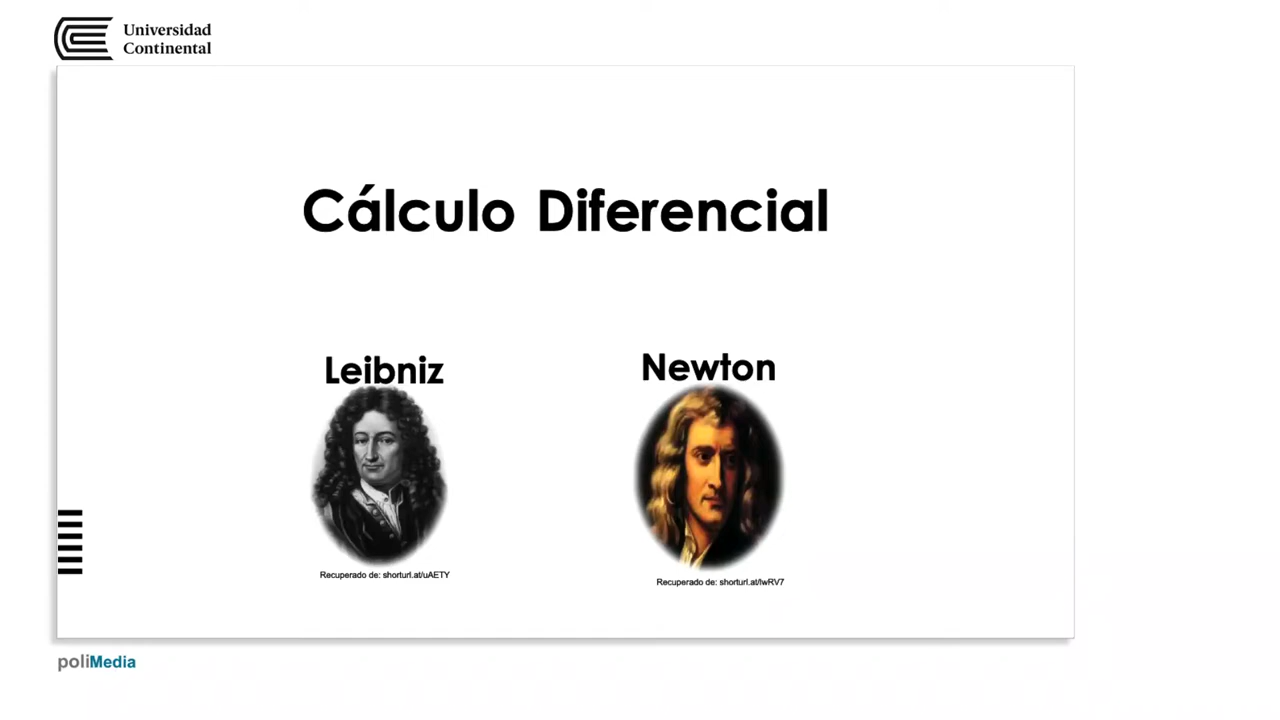 Universidad
Continental
Cálculo Diferencial
Leibniz
Newton
Recuperado de: shorturl.at/uAETY
Recuperado de: shorturl.at/lwRV7
poliMedia